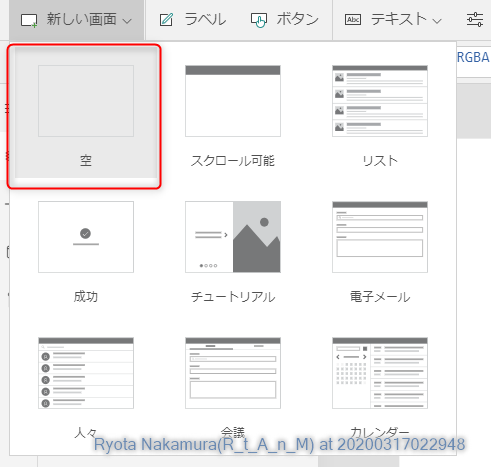 新しい画面 ラベル ボタン Abc テキスト
RGBA
空 スクロール可能 リスト
成功 チュートリアル 電子メール
人々 会議 カレンダー
Ryota Nakamura(R_t_A_n_M) at 20200317022948